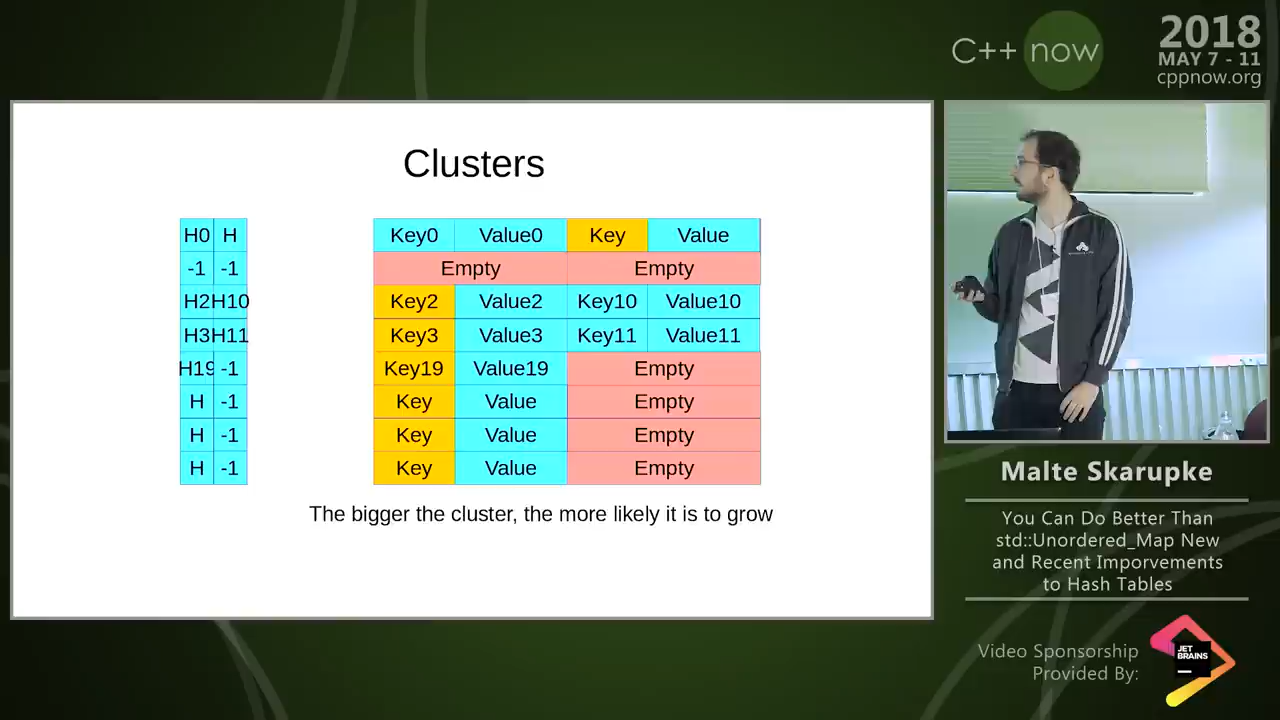 C++ now
2018
MAY 7 - 11
cppnow.org
Clusters
H0 H Key0 Value0 Key Value
-1 -1 Empty Empty
H2 H10 Key2 Value2 Key10 Value10
H3 H11 Key3 Value3 Key11 Value11
H19 -1 Key19 Value19 Empty
H -1 Key Value Empty
H -1 Key Value Empty
H -1 Key Value Empty
The bigger the cluster, the more likely it is to grow
Malte Skarupke
You Can Do Better Than
std::Unordered_Map New
and Recent Imporvements
to Hash Tables
Video Sponsorship
Provided By:
JET
BRAINS